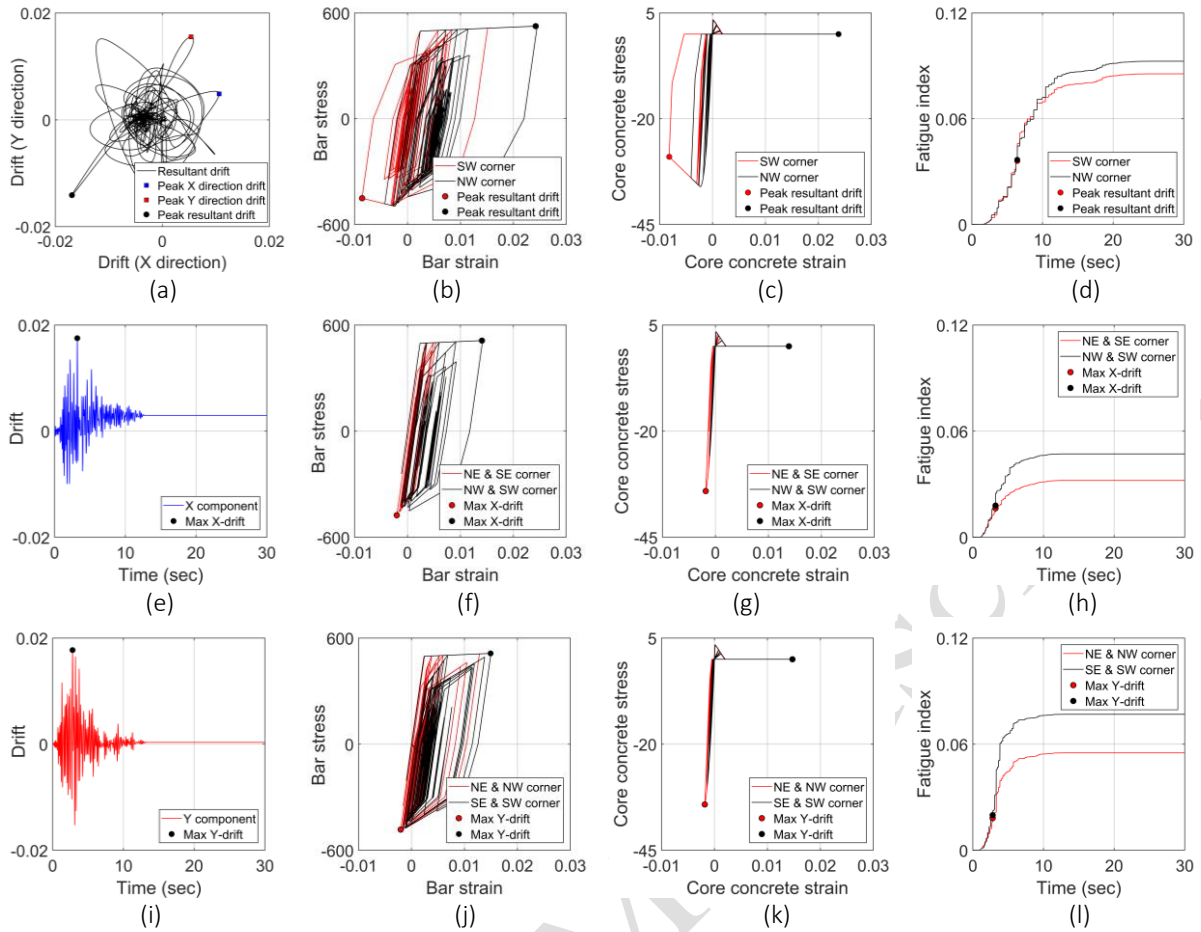 0.02
0
-0.02
-0.02
0
0.02
Drift (Y direction)
Drift (X direction)
Resultant drift
Peak X direction drift
Peak Y direction drift
Peak resultant drift
(a)
600
0
-600
-0.01
0
0.01
0.02
0.03
Bar stress
Bar strain
SW corner
NW corner
Peak resultant drift
Peak resultant drift
(b)
5
-20
-45
-0.01
0
0.01
0.02
0.03
Core concrete stress
Core concrete strain
SW corner
NW corner
Peak resultant drift
Peak resultant drift
(c)
0.12
0.06
0
0
10
20
30
Fatigue index
Time (sec)
SW corner
NW corner
Peak resultant drift
Peak resultant drift
(d)
0.02
0
-0.02
0
10
20
30
Drift
Time (sec)
X component
Max X-drift
(e)
600
0
-600
-0.01
0
0.01
0.02
0.03
Bar stress
Bar strain
NE & SE corner
NW & SW corner
Max X-drift
Max X-drift
(f)
5
-20
-45
-0.01
0
0.01
0.02
0.03
Core concrete stress
Core concrete strain
NE & SE corner
NW & SW corner
Max X-drift
Max X-drift
(g)
0.12
0.06
0
0
10
20
30
Fatigue index
Time (sec)
NE & SE corner
NW & SW corner
Max X-drift
Max X-drift
(h)
0.02
0
-0.02
0
10
20
30
Drift
Time (sec)
Y component
Max Y-drift
(i)
600
0
-600
-0.01
0
0.01
0.02
0.03
Bar stress
Bar strain
NE & NW corner
SE & SW corner
Max Y-drift
Max Y-drift
(j)
5
-20
-45
-0.01
0
0.01
0.02
0.03
Core concrete stress
Core concrete strain
NE & NW corner
SE & SW corner
Max Y-drift
Max Y-drift
(k)
0.12
0.06
0
0
10
20
30
Fatigue index
Time (sec)
NE & NW corner
SE & SW corner
Max Y-drift
Max Y-drift
(l)